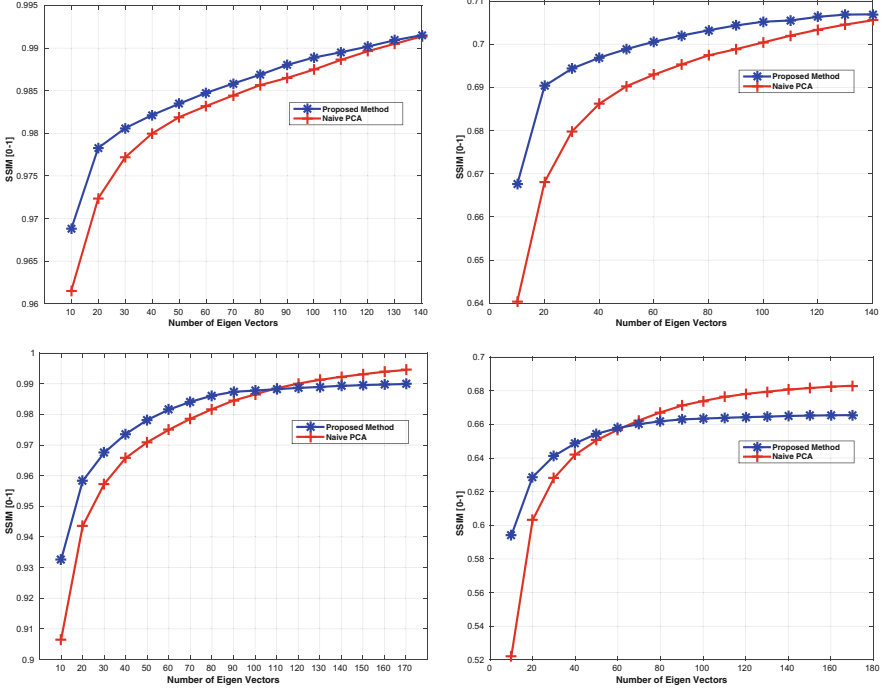 0.995
0.99
0.985
0.98
0.975
0.97
0.965
0.96
SSIM [0-1]
10 20 30 40 50 60 70 80 90 100 110 120 130 140
Number of Eigen Vectors
Proposed Method
Naive PCA
0.71
0.7
0.69
0.68
0.67
0.66
0.65
0.64
SSIM [0-1]
0 20 40 60 80 100 120 140
Number of Eigen Vectors
Proposed Method
Naive PCA
1
0.99
0.98
0.97
0.96
0.95
0.94
0.93
0.92
0.91
0.9
SSIM [0-1]
10 20 30 40 50 60 70 80 90 100 110 120 130 140 150 160 170
Number of Eigen Vectors
Proposed Method
Naive PCA
0.7
0.68
0.66
0.64
0.62
0.6
0.58
0.56
0.54
0.52
SSIM [0-1]
0 20 40 60 80 100 120 140 160 180
Number of Eigen Vectors
Proposed Method
Naive PCA